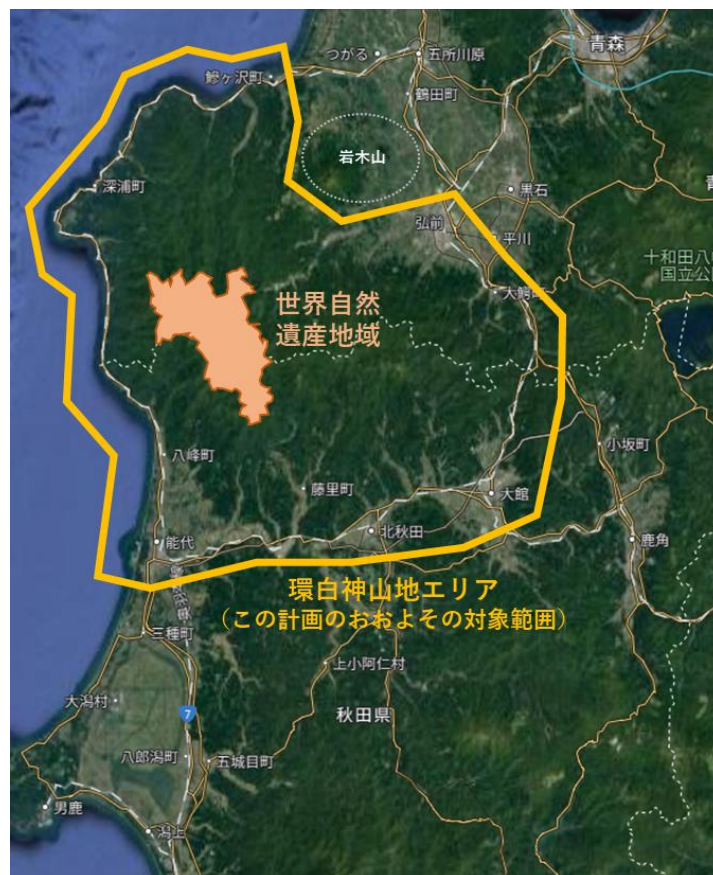 青森
つがる
五所川原
鰺ヶ沢町
鶴田町
岩木山
深浦町
黒石
弘前
平川
十和田八
国立公
大鰐
世界自然
遺産地域
小坂町
八峰町
藤里町
大館
北秋田
能代
鹿角
環白神山地エリア
（この計画のおおよその対象範囲）
三種町
上小阿仁村
大潟村
7
秋田県
八郎潟町
五城目町
男鹿
潟上